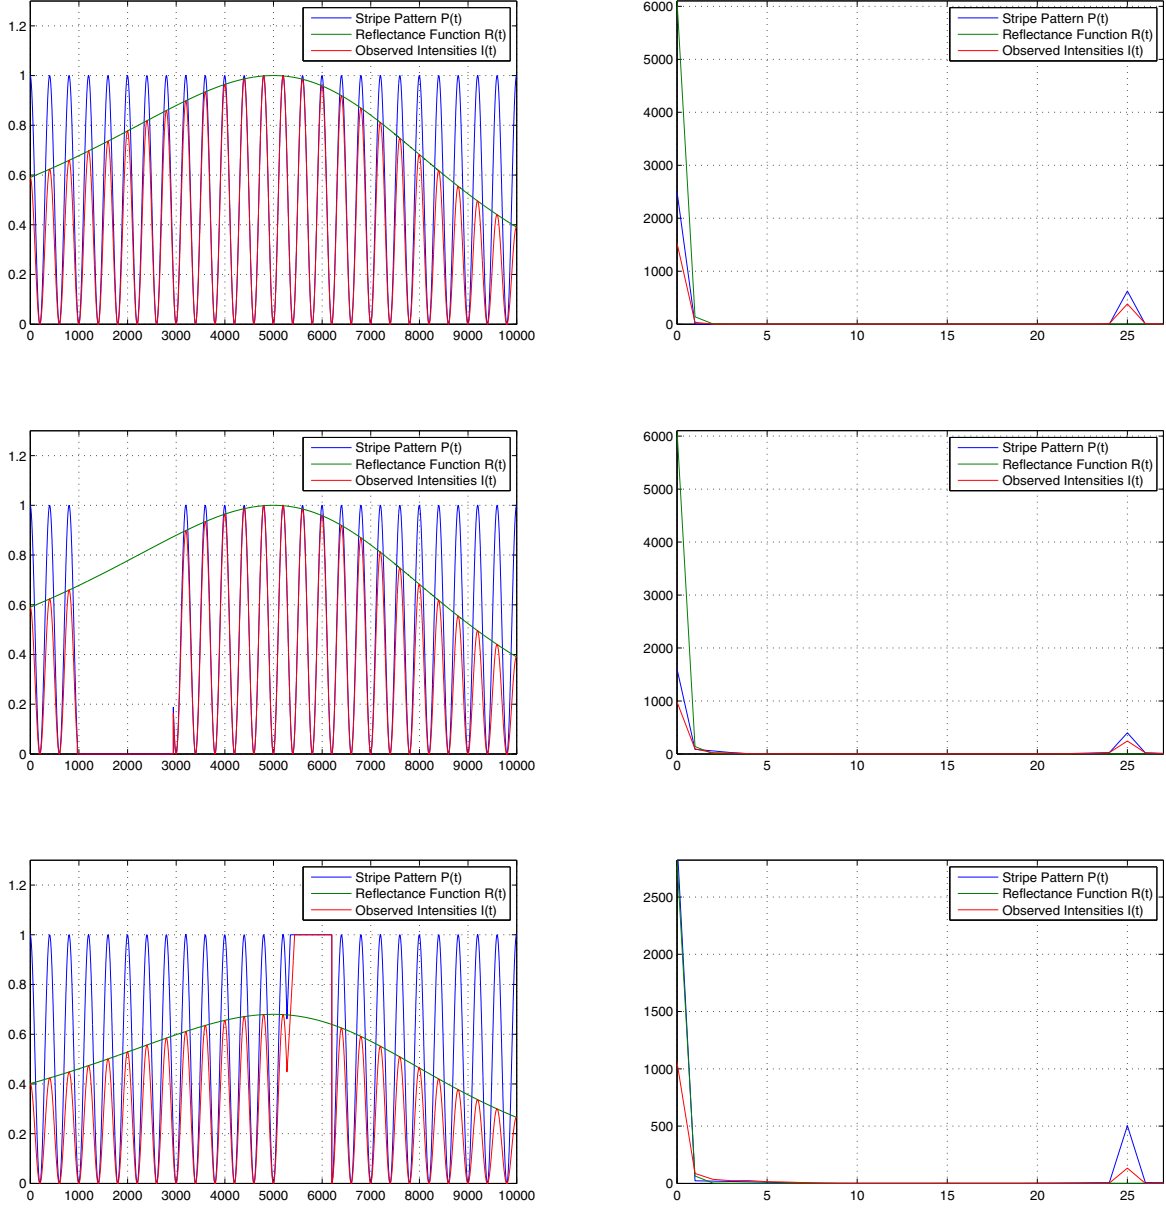 1.2
1
0.8
0.6
0.4
0.2
0
0 1000 2000 3000 4000 5000 6000 7000 8000 9000 10000
Stripe Pattern P(t)
Reflectance Function R(t)
Observed Intensities I(t)
6000
5000
4000
3000
2000
1000
0
0 5 10 15 20 25
Stripe Pattern P(t)
Reflectance Function R(t)
Observed Intensities I(t)
1.2
1
0.8
0.6
0.4
0.2
0
0 1000 2000 3000 4000 5000 6000 7000 8000 9000 10000
Stripe Pattern P(t)
Reflectance Function R(t)
Observed Intensities I(t)
6000
5000
4000
3000
2000
1000
0
0 5 10 15 20 25
Stripe Pattern P(t)
Reflectance Function R(t)
Observed Intensities I(t)
1.2
1
0.8
0.6
0.4
0.2
0
0 1000 2000 3000 4000 5000 6000 7000 8000 9000 10000
Stripe Pattern P(t)
Reflectance Function R(t)
Observed Intensities I(t)
2500
2000
1500
1000
500
0
0 5 10 15 20 25
Stripe Pattern P(t)
Reflectance Function R(t)
Observed Intensities I(t)